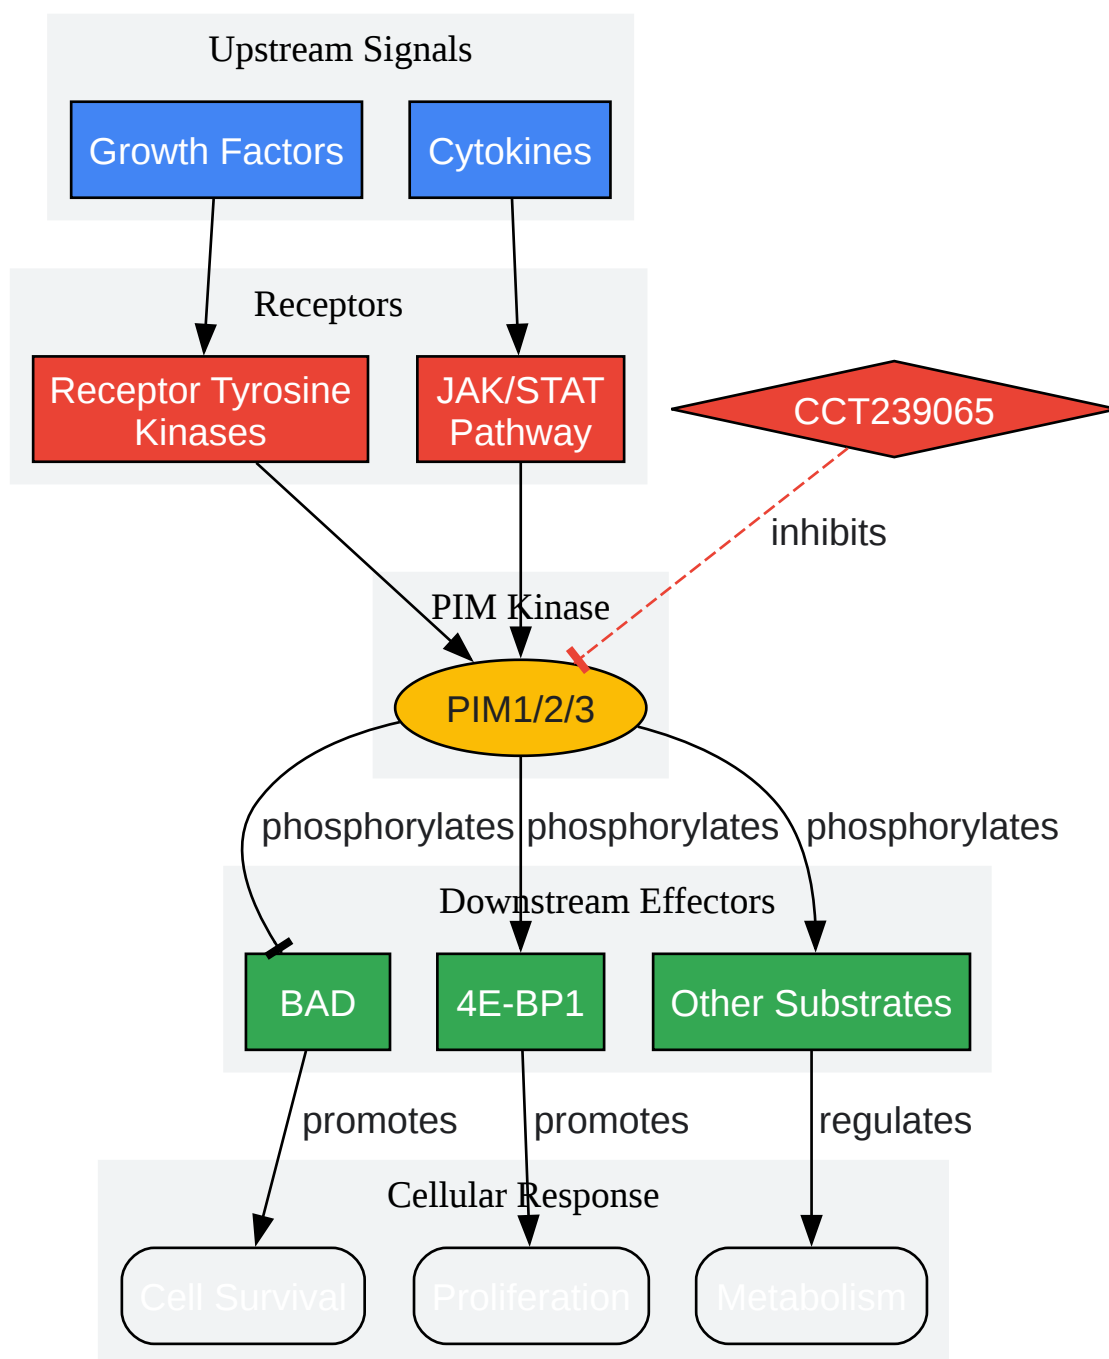 Upstream Signals
Growth Factors
Cytokines
Receptors
Receptor Tyrosine
Kinases
JAK/STAT
Pathway
CCT239065
inhibits
PIM Kinase
PIM1/2/3
phosphorylates
phosphorylates
phosphorylates
Downstream Effectors
BAD
4E-BP1
Other Substrates
promotes
promotes
regulates
Cellular Response
Cell Survival
Proliferation
Metabolism